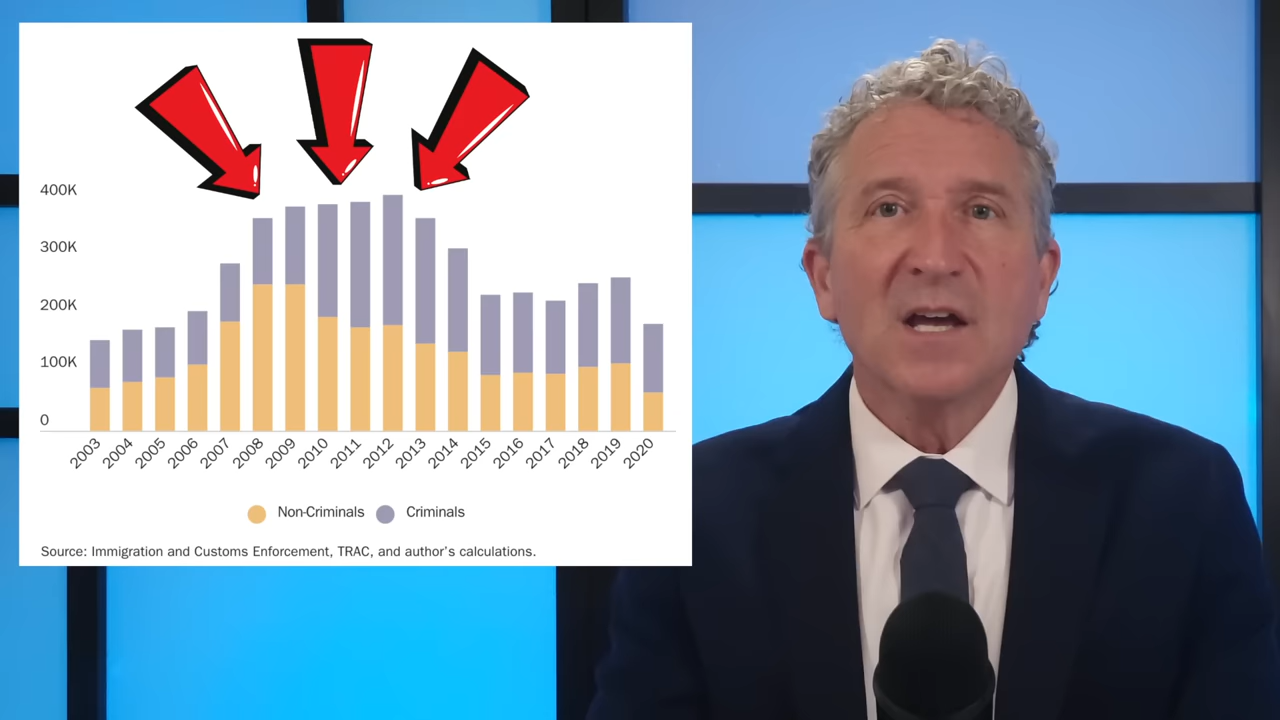 400K
300K
200K
100K
0
2003 2004 2005 2006 2007 2008 2009 2010 2011 2012 2013 2014 2015 2016 2017 2018 2019 2020
Non-Criminals Criminals
Source: Immigration and Customs Enforcement, TRAC, and author's calculations.